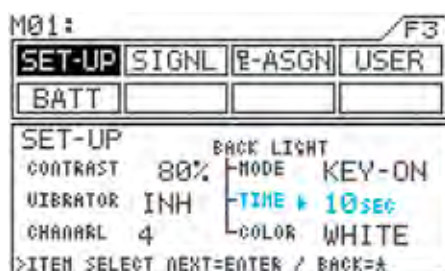 M01: F3
SET-UP SIGNL E-ASGN USER
BATT
SET-UP BACK LIGHT
CONTRAST 80% MODE KEY-ON
VIBRATOR INH TIME 10sec
CHANARL 4 COLOR WHITE
>ITEM SELECT NEXT=ENTER / BACK=